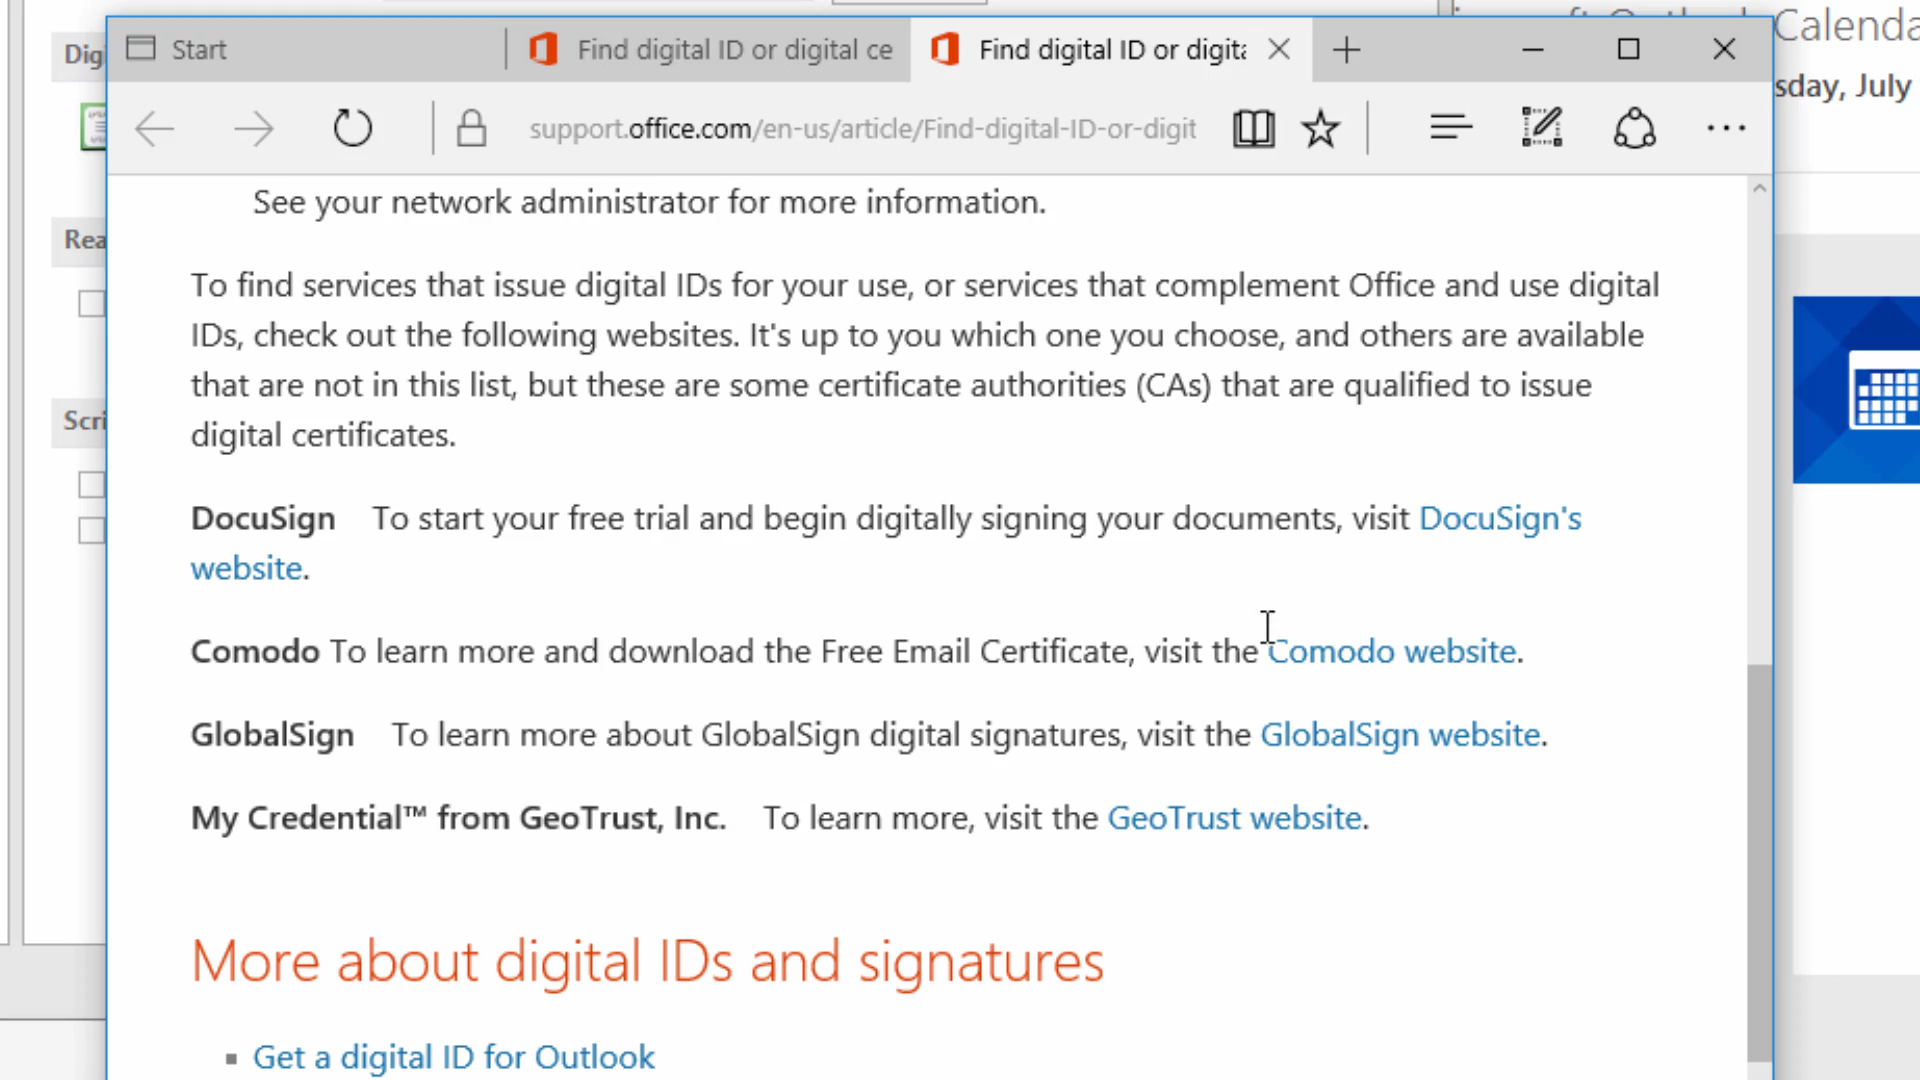 Start
Find digital ID or digital ce
Find digital ID or digita
support.office.com/en-us/article/Find-digital-ID-or-digit
Calenda
sday, July
Dig
Rea
Scri
See your network administrator for more information.
To find services that issue digital IDs for your use, or services that complement Office and use digital
IDs, check out the following websites. It's up to you which one you choose, and others are available
that are not in this list, but these are some certificate authorities (CAs) that are qualified to issue
digital certificates.
DocuSign To start your free trial and begin digitally signing your documents, visit DocuSign's
website.
Comodo To learn more and download the Free Email Certificate, visit the Comodo website.
GlobalSign To learn more about GlobalSign digital signatures, visit the GlobalSign website.
My Credential™ from GeoTrust, Inc. To learn more, visit the GeoTrust website.
More about digital IDs and signatures
Get a digital ID for Outlook